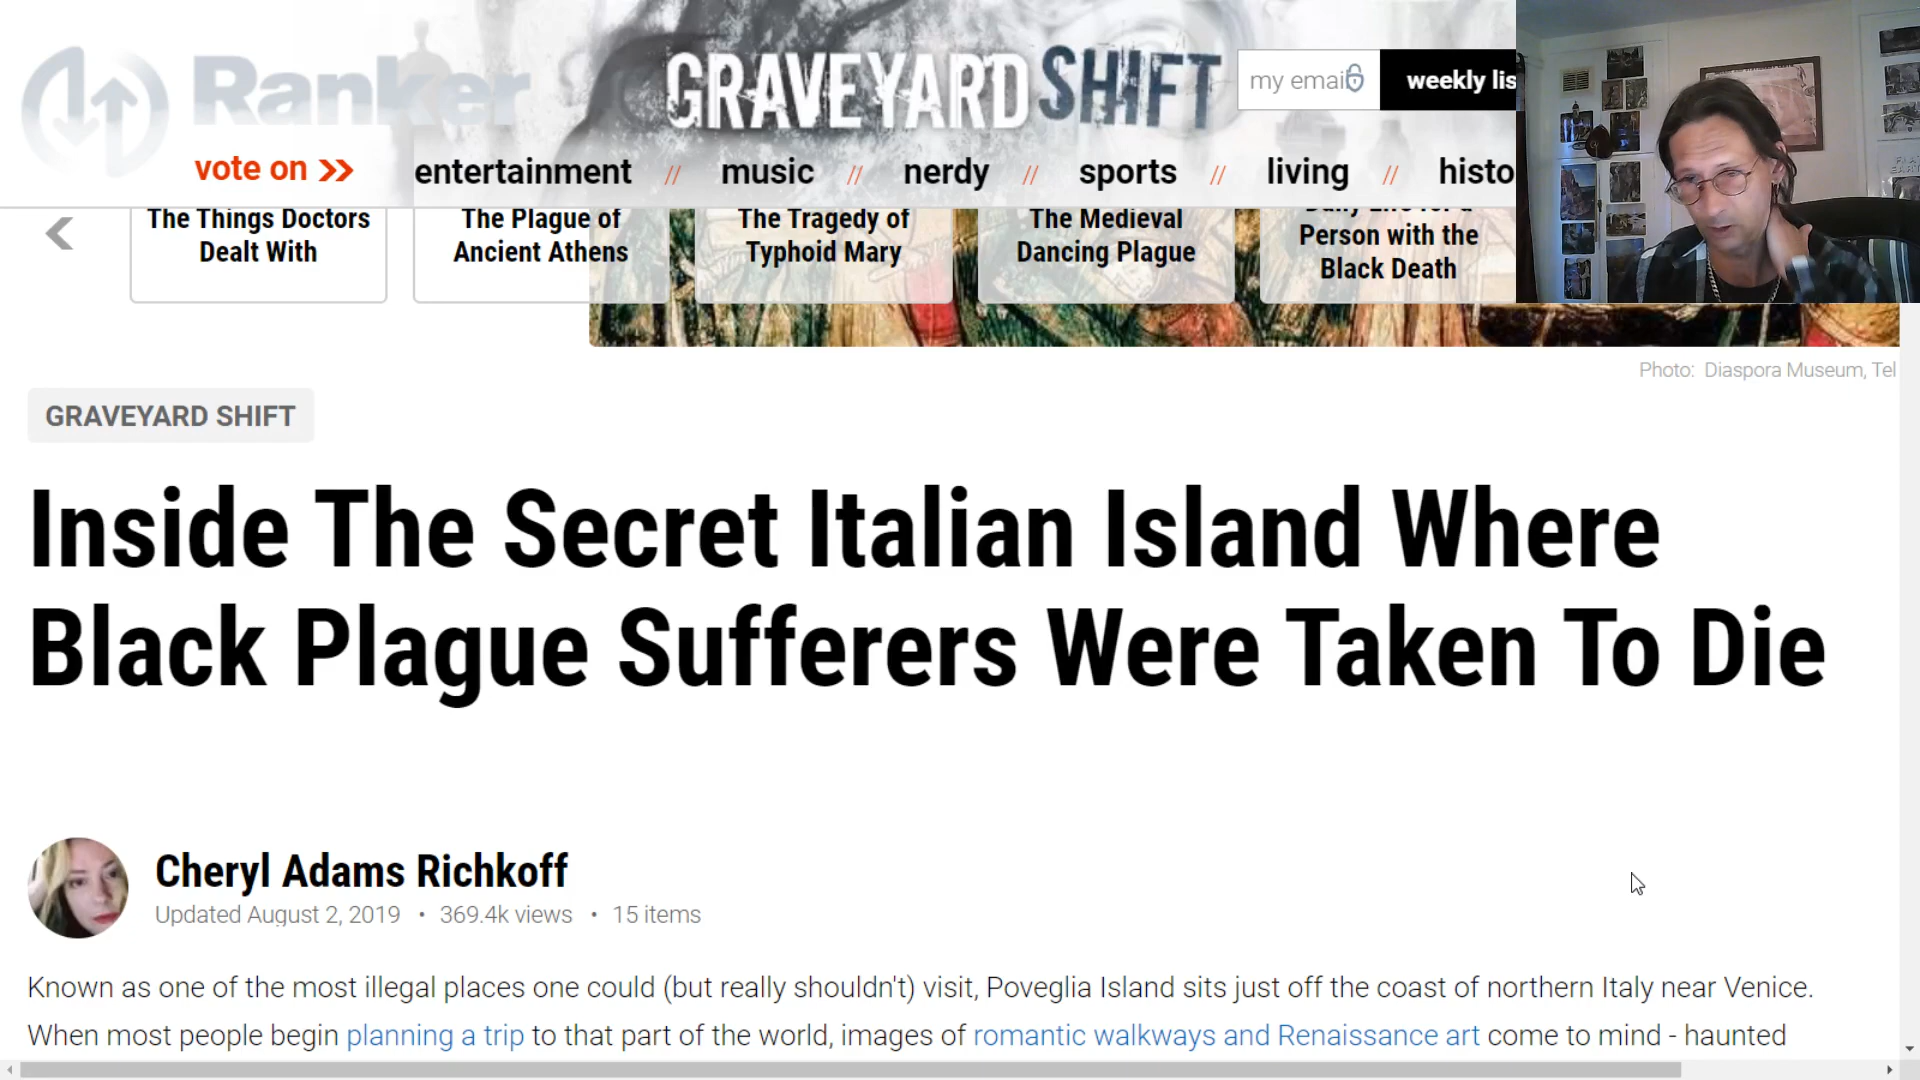 Ranker
GRAVEYARD SHIFT
my email
weekly lis
vote on >>
entertainment // music // nerdy // sports // living // histo
The Things Doctors
Dealt With
The Plague of
Ancient Athens
The Tragedy of
Typhoid Mary
The Medieval
Dancing Plague
Daily Life for a
Person with the
Black Death
Photo: Diaspora Museum, Tel
GRAVEYARD SHIFT
Inside The Secret Italian Island Where
Black Plague Sufferers Were Taken To Die
Cheryl Adams Richkoff
Updated August 2, 2019 • 369.4k views • 15 items
Known as one of the most illegal places one could (but really shouldn't) visit, Poveglia Island sits just off the coast of northern Italy near Venice.
When most people begin planning a trip to that part of the world, images of romantic walkways and Renaissance art come to mind - haunted